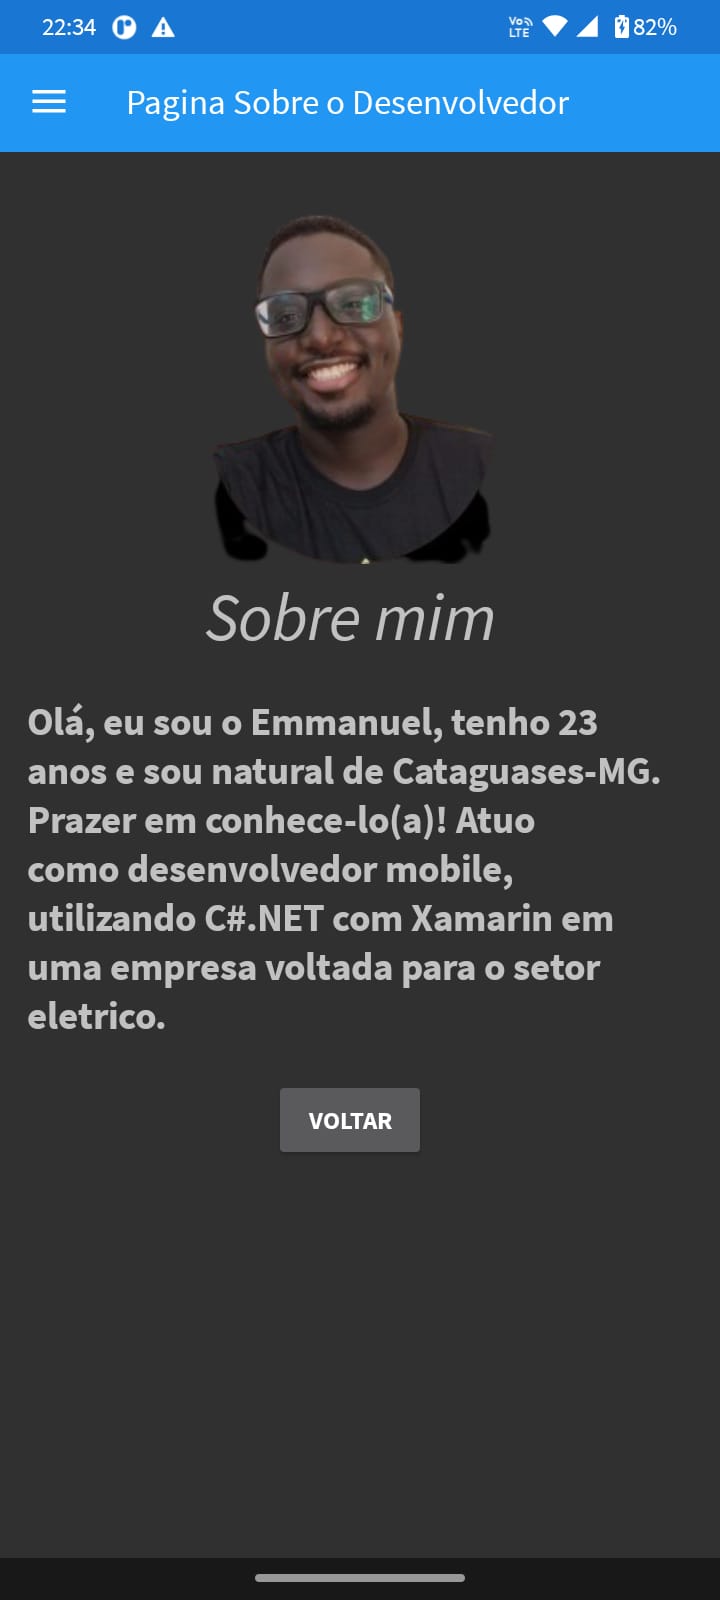 22:34
Vo LTE
82%
Pagina Sobre o Desenvolvedor
Sobre mim
Olá, eu sou o Emmanuel, tenho 23
anos e sou natural de Cataguases-MG.
Prazer em conhece-lo(a)! Atuo
como desenvolvedor mobile,
utilizando C#.NET com Xamarin em
uma empresa voltada para o setor
eletrico.
VOLTAR